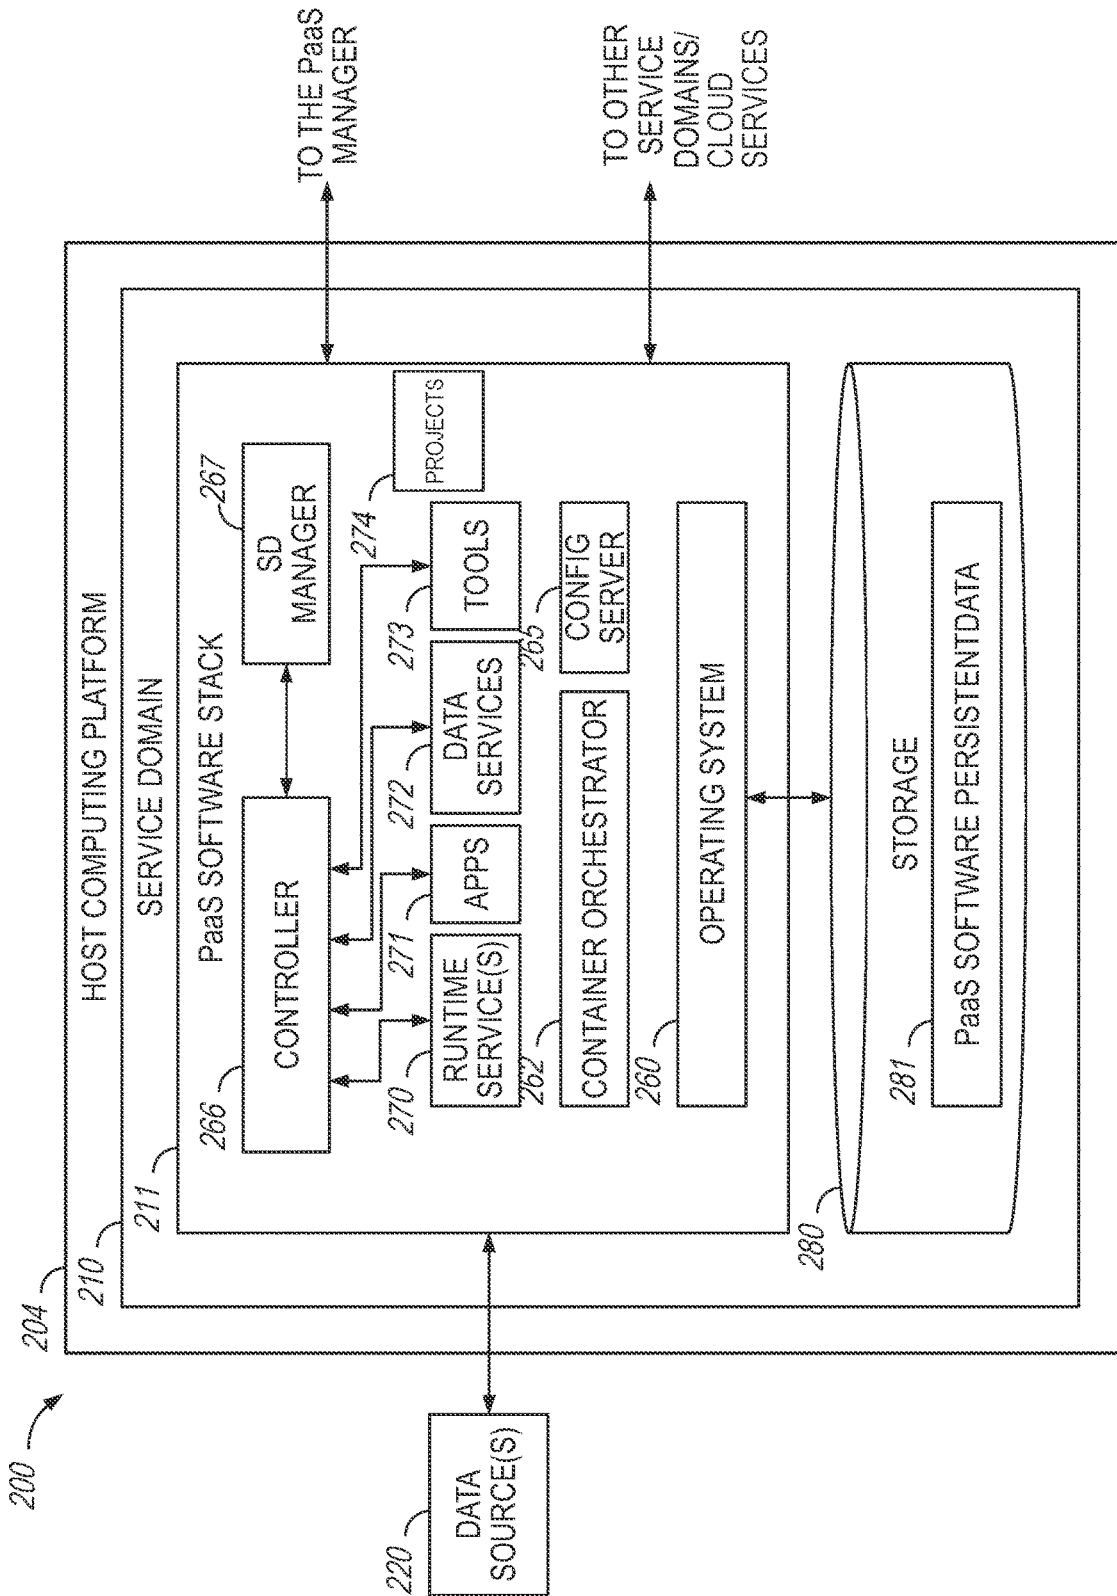 200
204
HOST COMPUTING PLATFORM
210
SERVICE DOMAIN
211
PaaS SOFTWARE STACK
266
CONTROLLER
267
SD
MANAGER
TO THE PaaS
MANAGER
274
PROJECTS
220
DATA
SOURCE(S)
270
RUNTIME
SERVICE(S)
271
APPS
272
DATA
SERVICES
273
TOOLS
262
CONTAINER ORCHESTRATOR
265
CONFIG
SERVER
TO OTHER
SERVICE
DOMAINS/
CLOUD
SERVICES
260
OPERATING SYSTEM
280
STORAGE
281
PaaS SOFTWARE PERSISTENTDATA